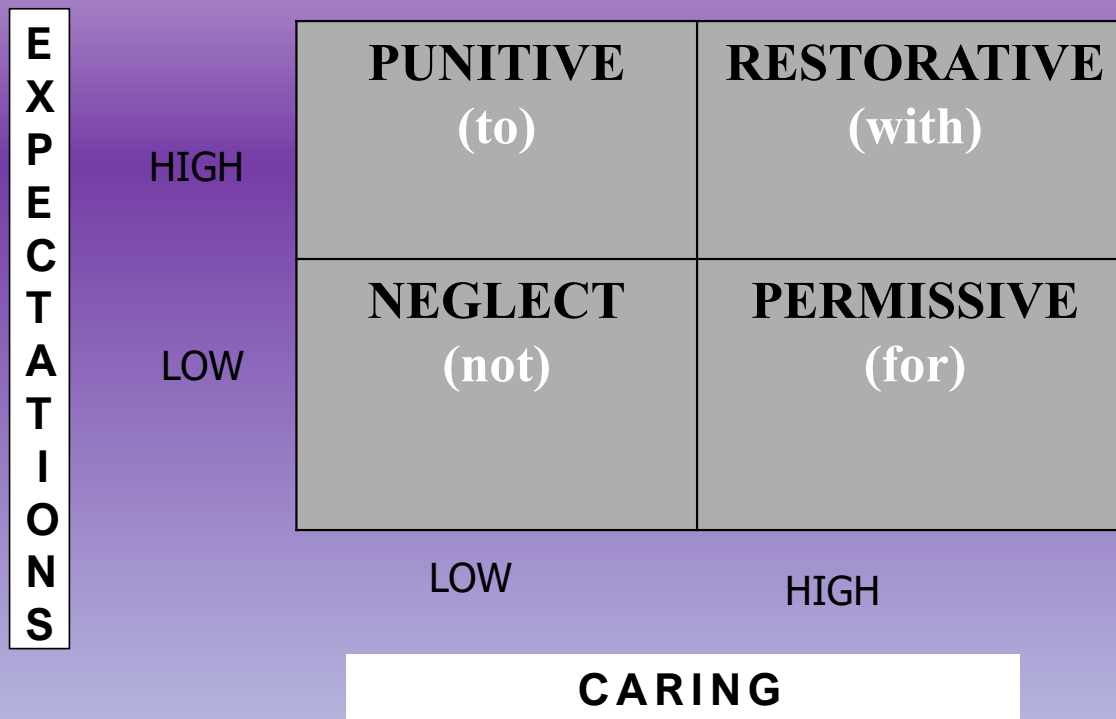 EXPECTATIONS
HIGH
PUNITIVE
(to)
RESTORATIVE
(with)
LOW
NEGLECT
(not)
PERMISSIVE
(for)
LOW
HIGH
CARING